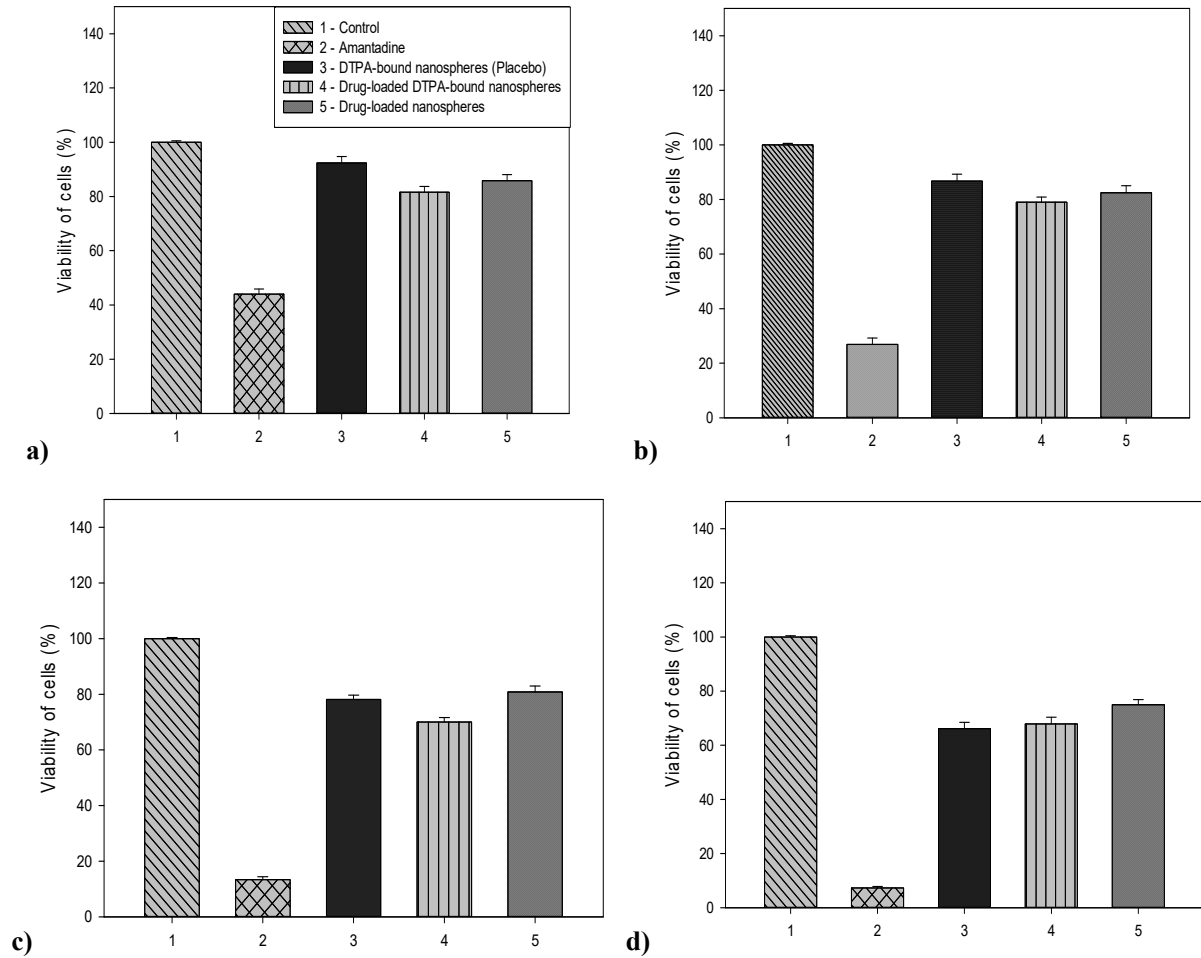 140
120
100
80
60
40
20
0
Viability of cells (%)
1 - Control
2 - Amantadine
3 - DTPA-bound nanospheres (Placebo)
4 - Drug-loaded DTPA-bound nanospheres
5 - Drug-loaded nanospheres
1 2 3 4 5
a)
140
120
100
80
60
40
20
0
Viability of cells (%)
1 2 3 4 5
b)
140
120
100
80
60
40
20
0
Viability of cells (%)
1 2 3 4 5
c)
140
120
100
80
60
40
20
0
Viability of cells (%)
1 2 3 4 5
d)